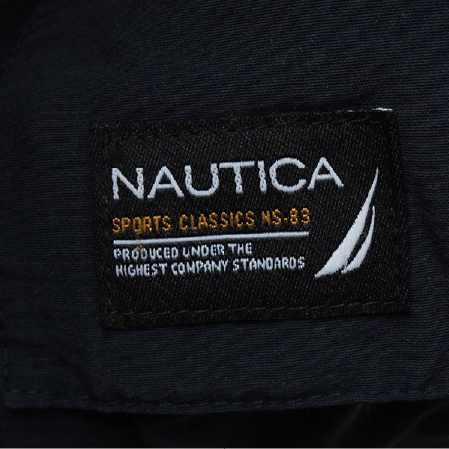 NAUTICA
SPORTS CLASSICS NS-83
PRODUCED UNDER THE
HIGHEST COMPANY STANDARDS